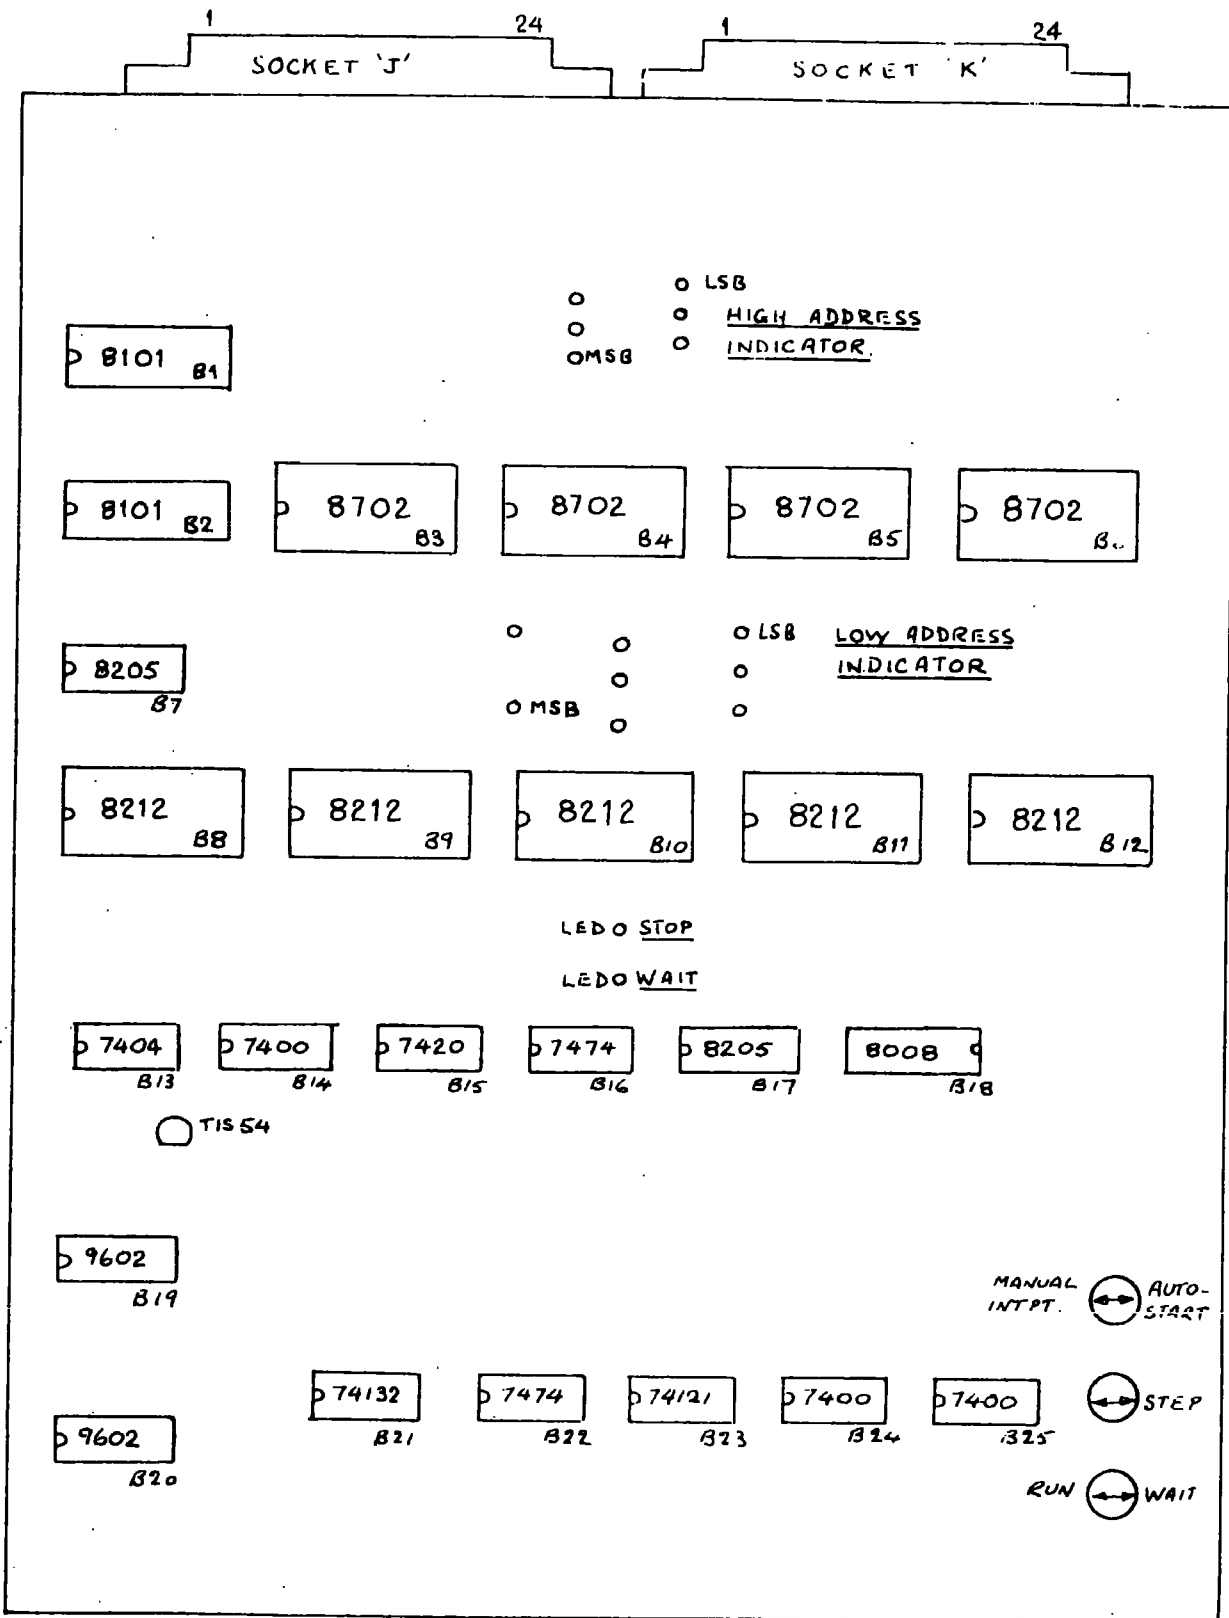 1 24 1 24
SOCKET 'J' SOCKET 'K'
LSB
HIGH ADDRESS
MSB INDICATOR.
8101 B1
8101 B2
8702 B3
8702 B4
8702 B5
8702
LSB LOW ADDRESS
INDICATOR
MSB
8205
B7
8212 B8
8212 B9
8212 B10
8212 B11
8212 B12
LED STOP
LED WAIT
7404 7400 7420 7474 8205 8008
B13 B14 B15 B16 B17 B18
TIS 54
9602
B19
MANUAL AUTO-
INTPT. START
74132 7474 74121 7400 7400
B21 B22 B23 B24 B25
STEP
9602
B20
RUN WAIT